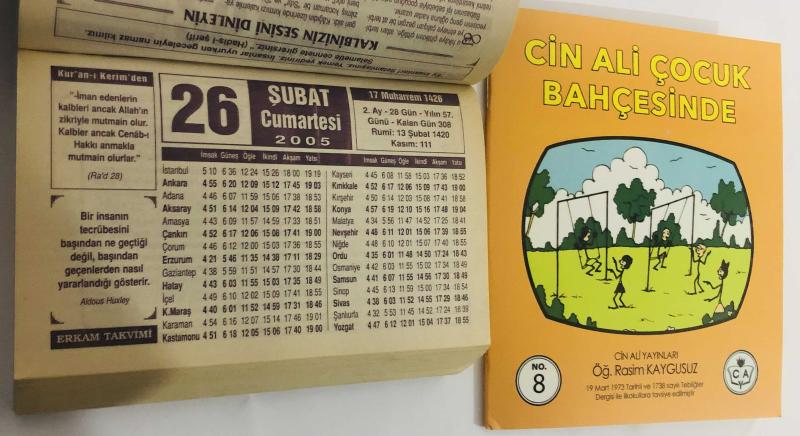 KALBİNİZİN SESİNİ DİNLEYİN
Selametle cennete girersiniz." (Hadis-i şerif)
Kur'an-ı Kerim'den
"-İman edenlerin
kalbleri ancak Allah'ın
zikriyle mutmain olur.
Kalbler ancak Cenâb-ı
Hakkı anmakla
mutmain olurlar."
(Ra'd 28)
Bir insanın
tecrübesini
başından ne geçtiği
değil, başından
geçenlerden nasıl
yararlandığı gösterir.
Aldous Huxley
ERKAM TAKVİMİ
26
ŞUBAT
Cumartesi
2005
17 Muharrem 1426
2. Ay - 28 Gün - Yılın 57.
Günü - Kalan Gün 308
Rumi: 13 Şubat 1420
Kasım: 111
İmsak Güneş Öğle İkindi Akşam Yatsı
İstanbul 5 10 6 36 12 24 15 26 18 00 19 19
Ankara 4 55 6 20 12 09 15 12 17 45 19 03
Adana 4 46 6 07 11 59 15 06 17 38 18 53
Aksaray 4 51 6 14 12 04 15 09 17 42 18 58
Amasya 4 43 6 09 11 57 14 59 17 33 18 51
Çankırı 4 52 6 17 12 06 15 08 17 41 19 00
Çorum 4 46 6 12 12 00 15 03 17 36 18 55
Erzurum 4 21 5 46 11 35 14 38 17 11 18 29
Gaziantep 4 38 5 59 11 51 14 57 17 30 18 44
Hatay 4 43 6 03 11 55 15 03 17 35 18 49
İçel 4 49 6 10 12 02 15 09 17 41 18 55
K.Maraş 4 40 6 01 11 52 14 59 17 31 18 46
Karaman 4 54 6 16 12 07 15 14 17 46 19 01
Kastamonu 4 51 6 18 12 05 15 06 17 40 19 00
İmsak Güneş Öğle İkindi Akşam Yatsı
Kayseri 4 45 6 08 11 58 15 03 17 36 18 52
Kırıkkale 4 52 6 17 12 06 15 09 17 43 19 00
Kırşehir 4 50 6 14 12 03 15 08 17 41 18 58
Konya 4 57 6 19 12 10 15 16 17 48 19 04
Malatya 4 34 5 56 11 47 14 52 17 25 18 41
Nevşehir 4 48 6 11 12 01 15 06 17 39 18 55
Niğde 4 48 6 10 12 01 15 07 17 40 18 55
Ordu 4 35 6 01 11 48 14 50 17 24 18 43
Osmaniye 4 42 6 03 11 55 15 02 17 34 18 49
Samsun 4 41 6 07 11 55 14 56 17 30 18 49
Sinop 4 45 6 13 11 59 15 00 17 34 18 54
Sivas 4 38 6 03 11 52 14 55 17 29 18 46
Şanlıurfa 4 32 5 53 11 45 14 52 17 24 18 39
Yozgat 4 47 6 12 12 01 15 04 17 37 18 55
CİN ALİ ÇOCUK
BAHÇESİNDE
CİN ALİ YAYINLARI
Öğ. Rasim KAYGUSUZ
19 Mart 1973 Tarihli ve 1738 sayılı Tebliğler
Dergisi ile ilkokullara tavsiye edilmiştir
NO.
8
C A
Y